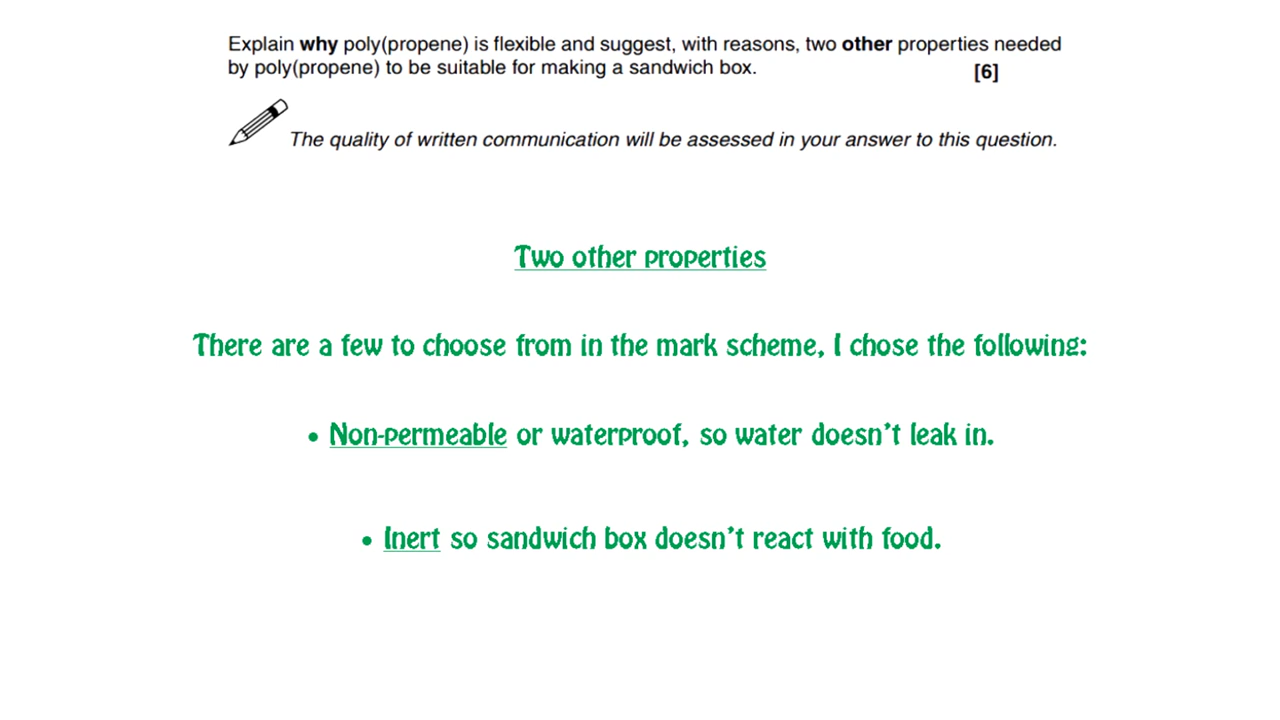 Explain why poly(propene) is flexible and suggest, with reasons, two other properties needed
by poly(propene) to be suitable for making a sandwich box. [6]
The quality of written communication will be assessed in your answer to this question.
Two other properties
There are a few to choose from in the mark scheme, I chose the following:
• Non-permeable or waterproof, so water doesn't leak in.
• Inert so sandwich box doesn't react with food.